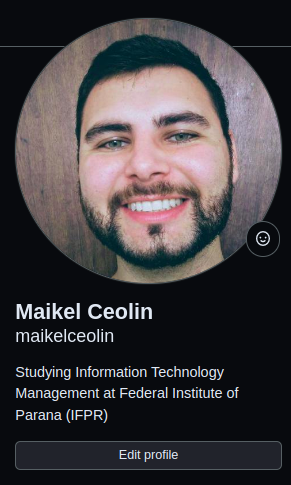 Maikel Ceolin
maikelceolin
Studying Information Technology
Management at Federal Institute of
Parana (IFPR)
Edit profile